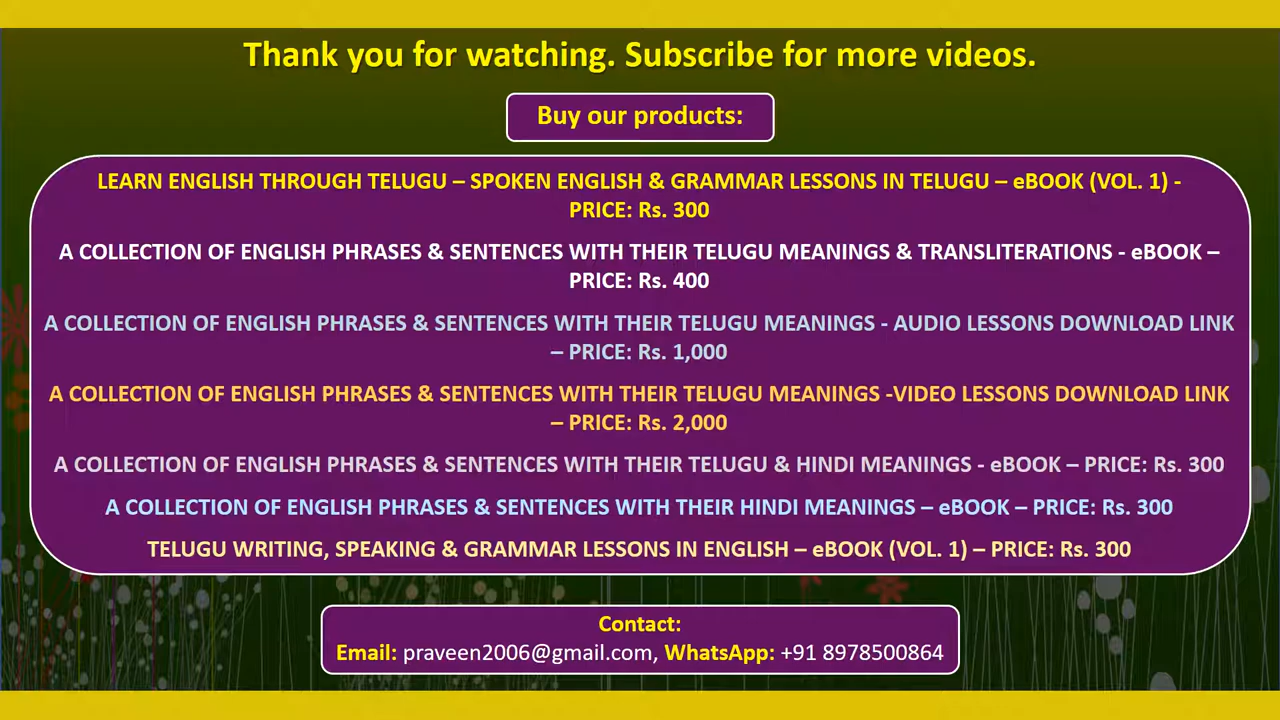 Thank you for watching. Subscribe for more videos.
Buy our products:
LEARN ENGLISH THROUGH TELUGU – SPOKEN ENGLISH & GRAMMAR LESSONS IN TELUGU – eBOOK (VOL. 1) -
PRICE: Rs. 300
A COLLECTION OF ENGLISH PHRASES & SENTENCES WITH THEIR TELUGU MEANINGS & TRANSLITERATIONS - eBOOK –
PRICE: Rs. 400
A COLLECTION OF ENGLISH PHRASES & SENTENCES WITH THEIR TELUGU MEANINGS - AUDIO LESSONS DOWNLOAD LINK
– PRICE: Rs. 1,000
A COLLECTION OF ENGLISH PHRASES & SENTENCES WITH THEIR TELUGU MEANINGS -VIDEO LESSONS DOWNLOAD LINK
– PRICE: Rs. 2,000
A COLLECTION OF ENGLISH PHRASES & SENTENCES WITH THEIR TELUGU & HINDI MEANINGS - eBOOK – PRICE: Rs. 300
A COLLECTION OF ENGLISH PHRASES & SENTENCES WITH THEIR HINDI MEANINGS – eBOOK – PRICE: Rs. 300
TELUGU WRITING, SPEAKING & GRAMMAR LESSONS IN ENGLISH – eBOOK (VOL. 1) – PRICE: Rs. 300
Contact:
Email: praveen2006@gmail.com, WhatsApp: +91 8978500864